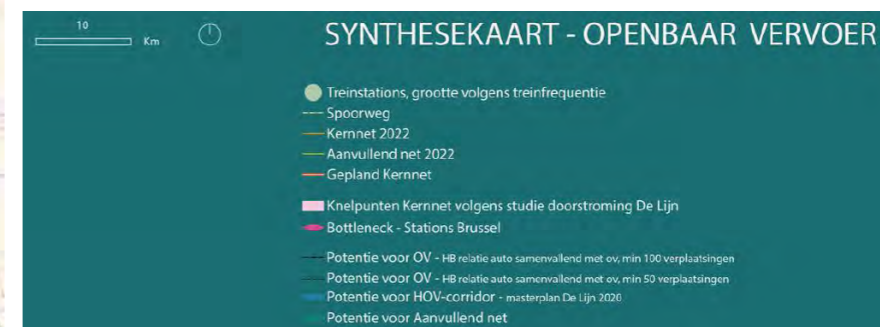 10
Km
SYNTHESEKAART - OPENBAAR VERVOER
Treinstations, grootte volgens treinfrequentie
Spoorweg
Kernnet 2022
Aanvullend net 2022
Gepland Kernnet
Knelpunten Kernnet volgens studie doorstroming De Lijn
Bottleneck - Stations Brussel
Potentie voor OV - HB relatie auto samenvallend met ov, min 100 verplaatsingen
Potentie voor OV - HB relatie auto samenvallend met ov, min 50 verplaatsingen
Potentie voor HOV-corridor - masterplan De Lijn 2020
Potentie voor Aanvullend net